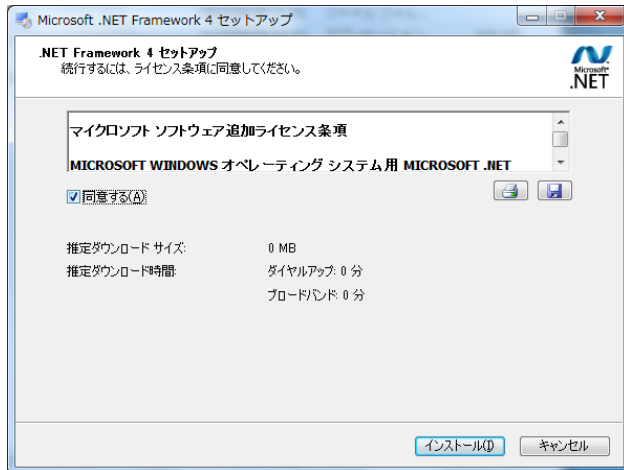 Microsoft .NET Framework 4 セットアップ
.NET Framework 4 セットアップ
続行するには、ライセンス条項に同意してください。
Microsoft
.NET
マイクロソフト ソフトウェア追加ライセンス条項
MICROSOFT WINDOWS オペレーティング システム用 MICROSOFT .NET
同意する(A)
推定ダウンロード サイズ: 0 MB
推定ダウンロード時間: ダイヤルアップ: 0 分
ブロードバンド: 0 分
インストール(I) キャンセル